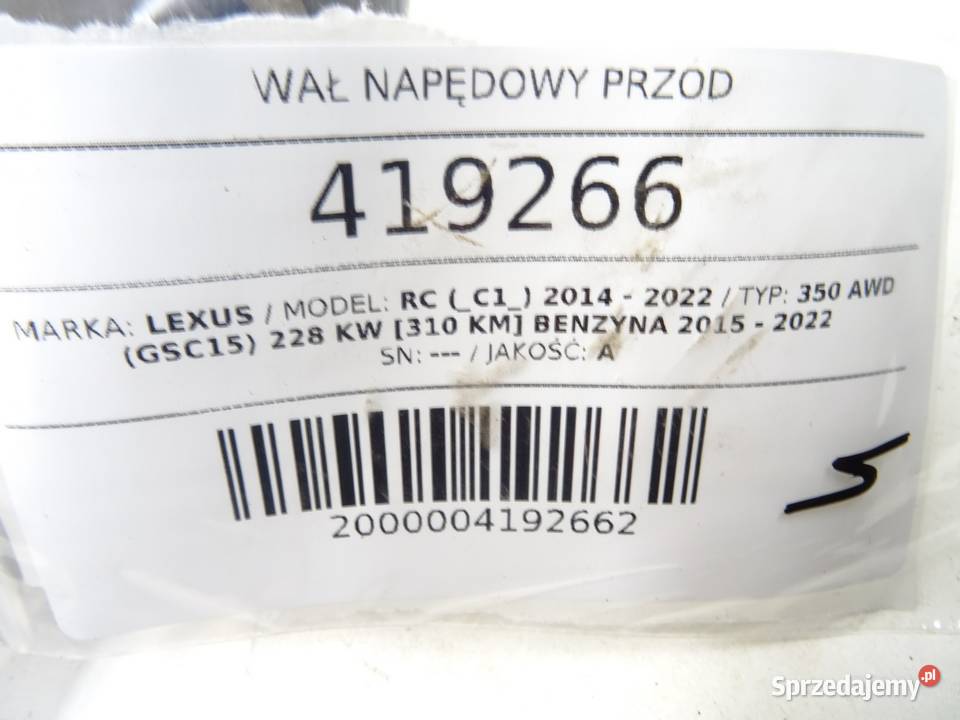 WAŁ NAPĘDOWY PRZOD
419266
MARKA: LEXUS / MODEL: RC (_C1_) 2014 - 2022 / TYP: 350 AWD
(GSC15) 228 KW [310 KM] BENZYNA 2015 - 2022
SN: --- / JAKOŚĆ: A
2000004192662
Sprzedajemy.pl